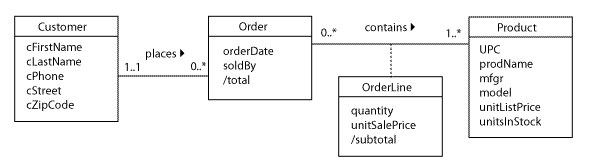 Customer
cFirstName
cLastName
cPhone
cStreet
cZipCode
places
1..1
0..*
Order
orderDate
soldBy
/total
0..*
contains
1..*
OrderLine
quantity
unitSalePrice
/subtotal
Product
UPC
prodName
mfgr
model
unitListPrice
unitsInStock